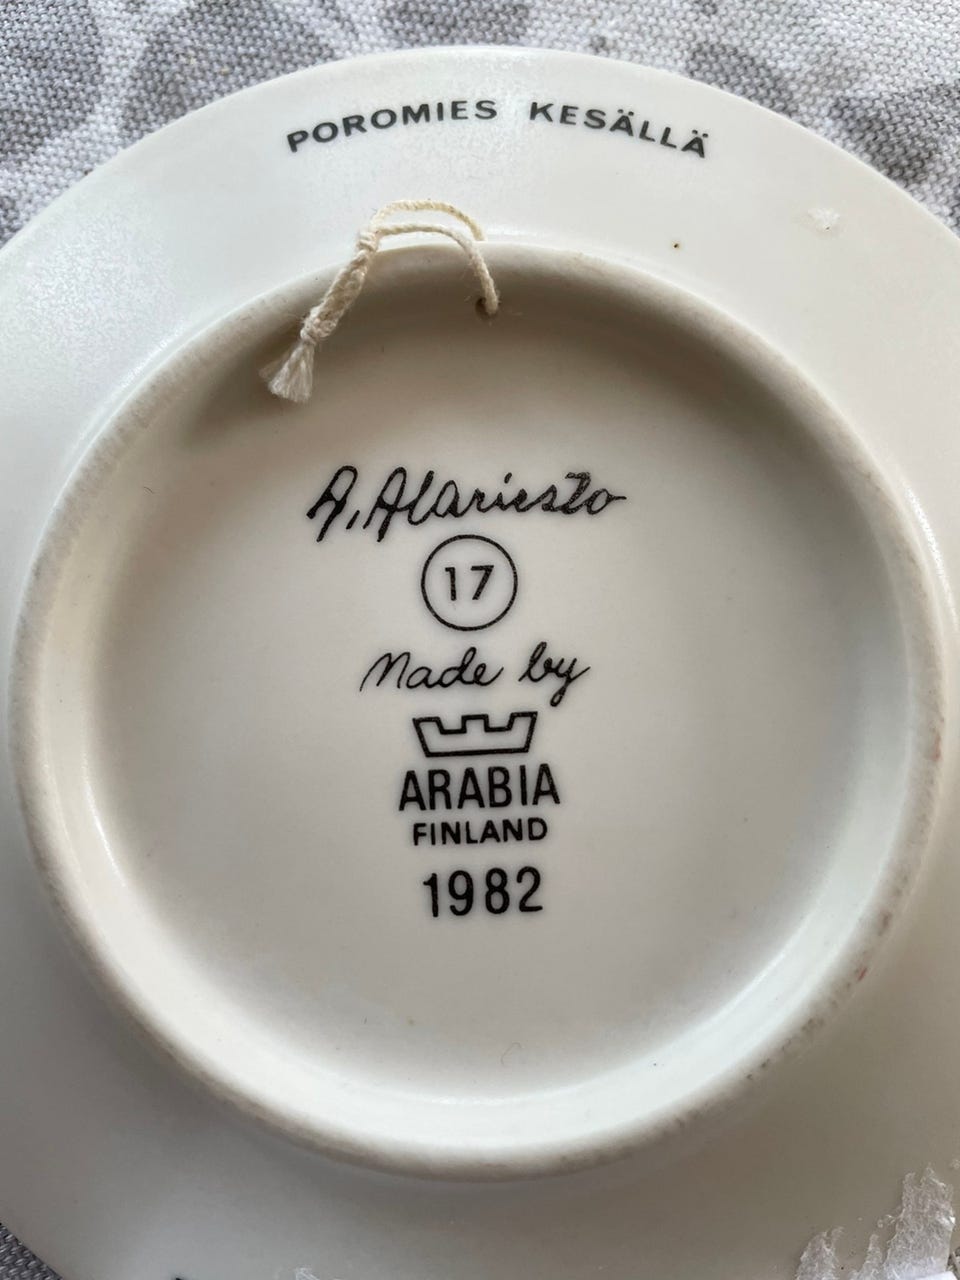 POROMIES KESÄLLÄ
A. Alariesto
17
Made by
ARABIA
FINLAND
1982